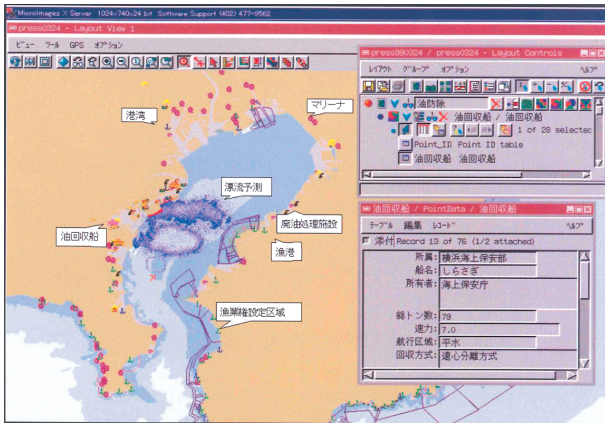 MicroImages X Server 1024x740x24 bit Software Support (402) 477-9562
press0324 - Layout View 1
ビュー ツール GPS オプション
港湾
マリーナ
漂流予測
油回収船
廃油処理施設
漁港
漁業権設定区域
press990324 / press0324 - Layout Controls
レイアウト グループ オプション ヘルプ
油防除
油回収船 / 油回収船
1 of 28 selectec
Point_ID Point ID table
油回収船 油回収船
油回収船 / PointData / 油回収船
テーブル 編集 レコード ヘルプ
添付 Record 13 of 76 (1/2 attached)
所属: 横浜海上保安部
船名: しらさぎ
所有者: 海上保安庁
総トン数: 79
速力: 7.0
航行区域: 平水
回収方式: 遠心分離方式